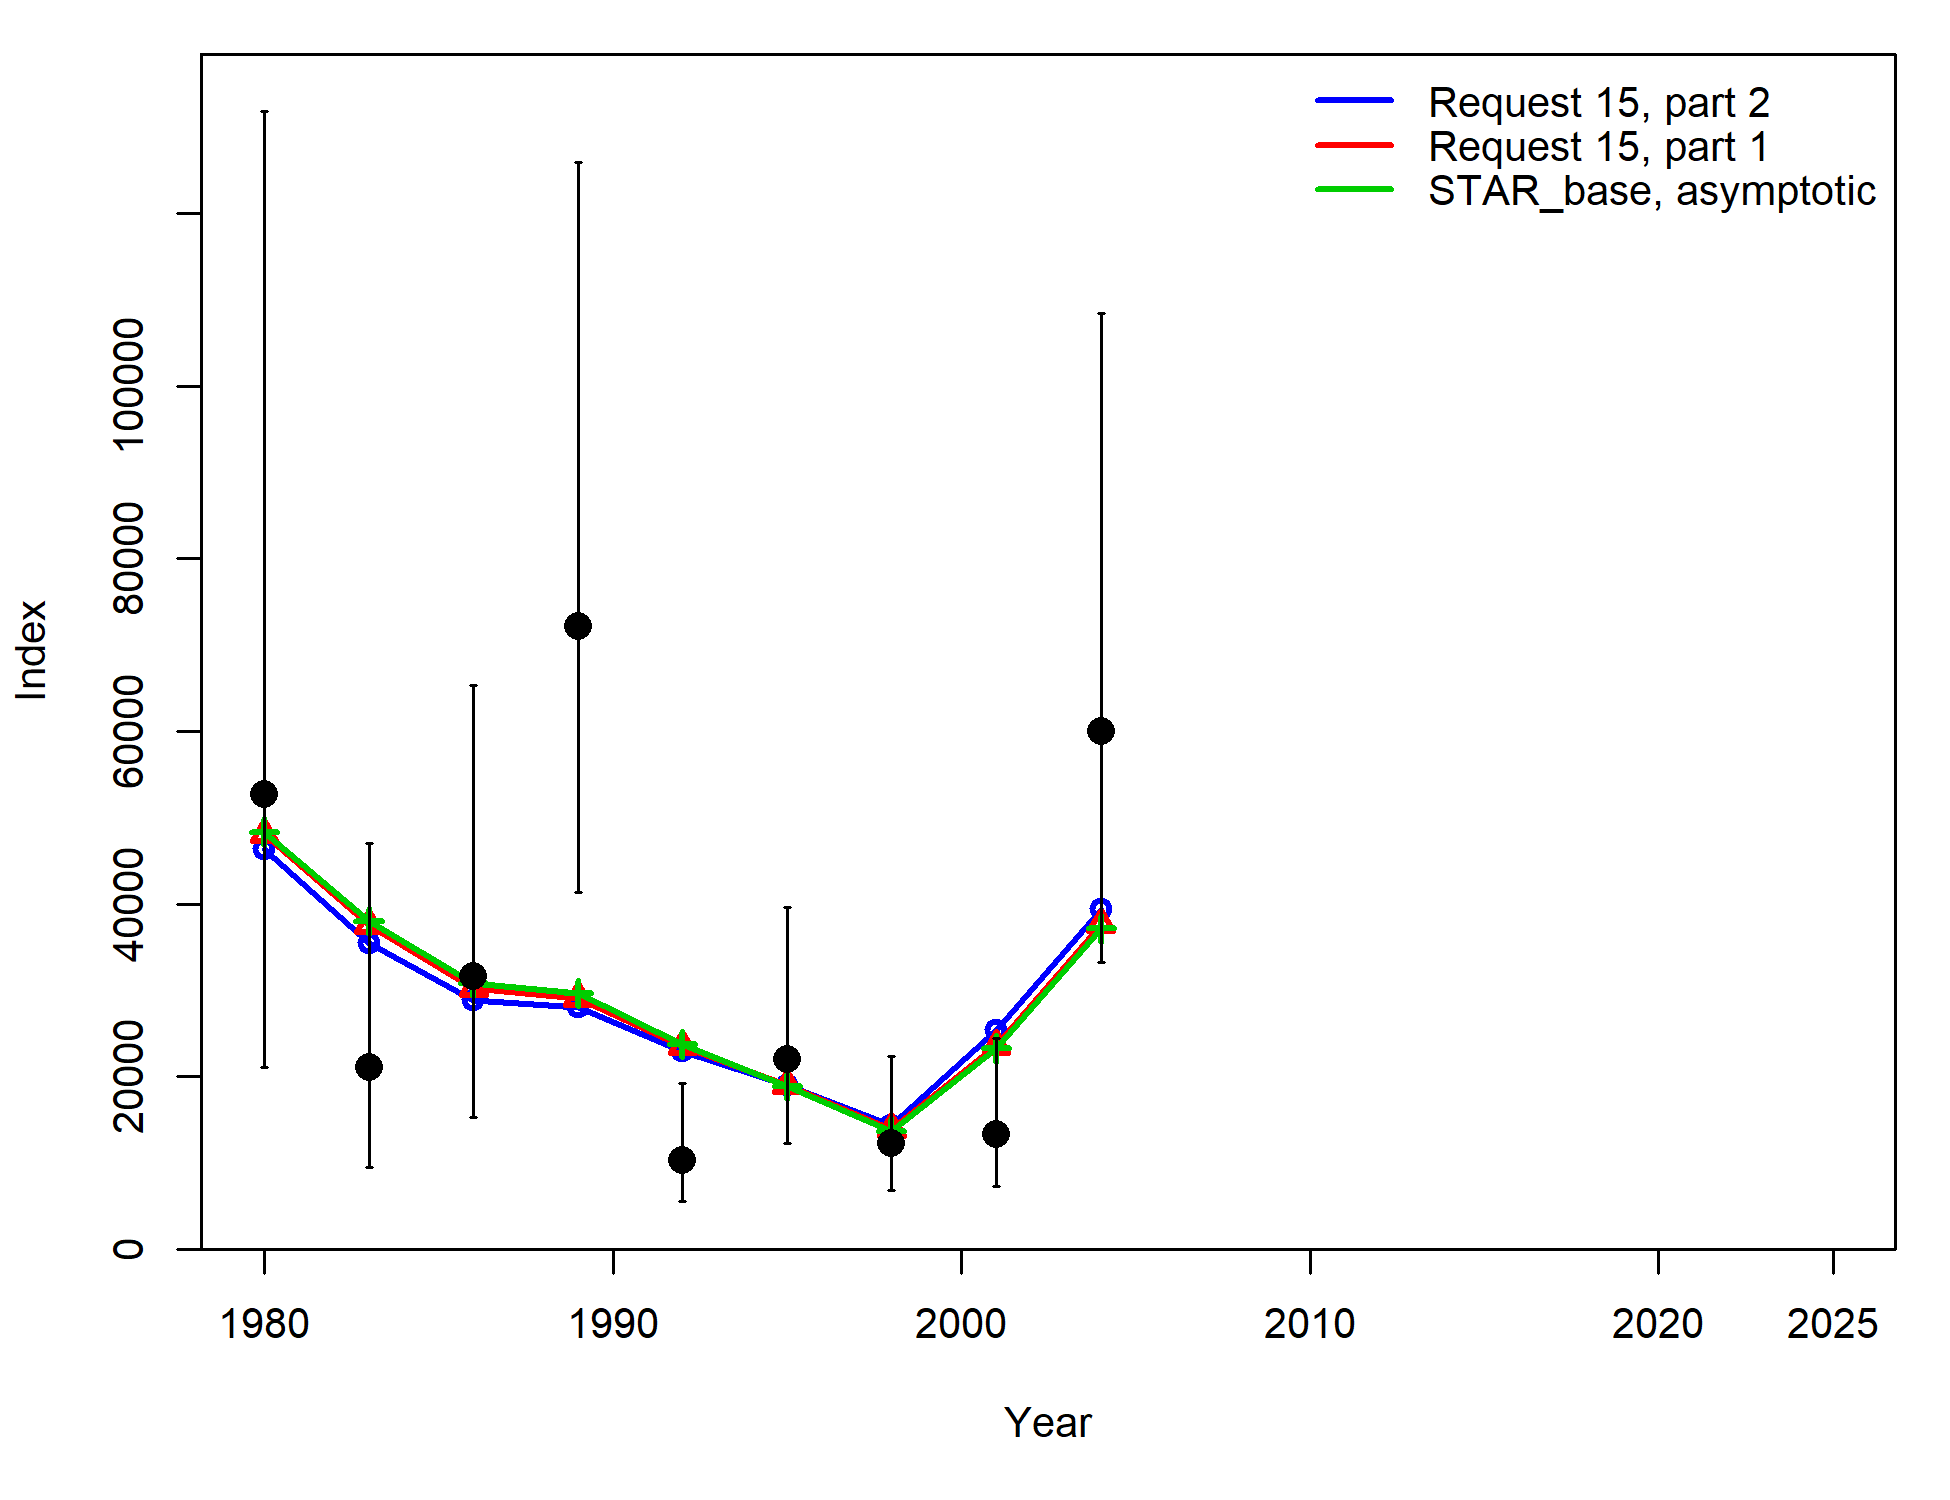 Request 15, part 2
Request 15, part 1
STAR_base, asymptotic
Index
100000
80000
60000
40000
20000
0
1980 1990 2000 2010 2020 2025
Year